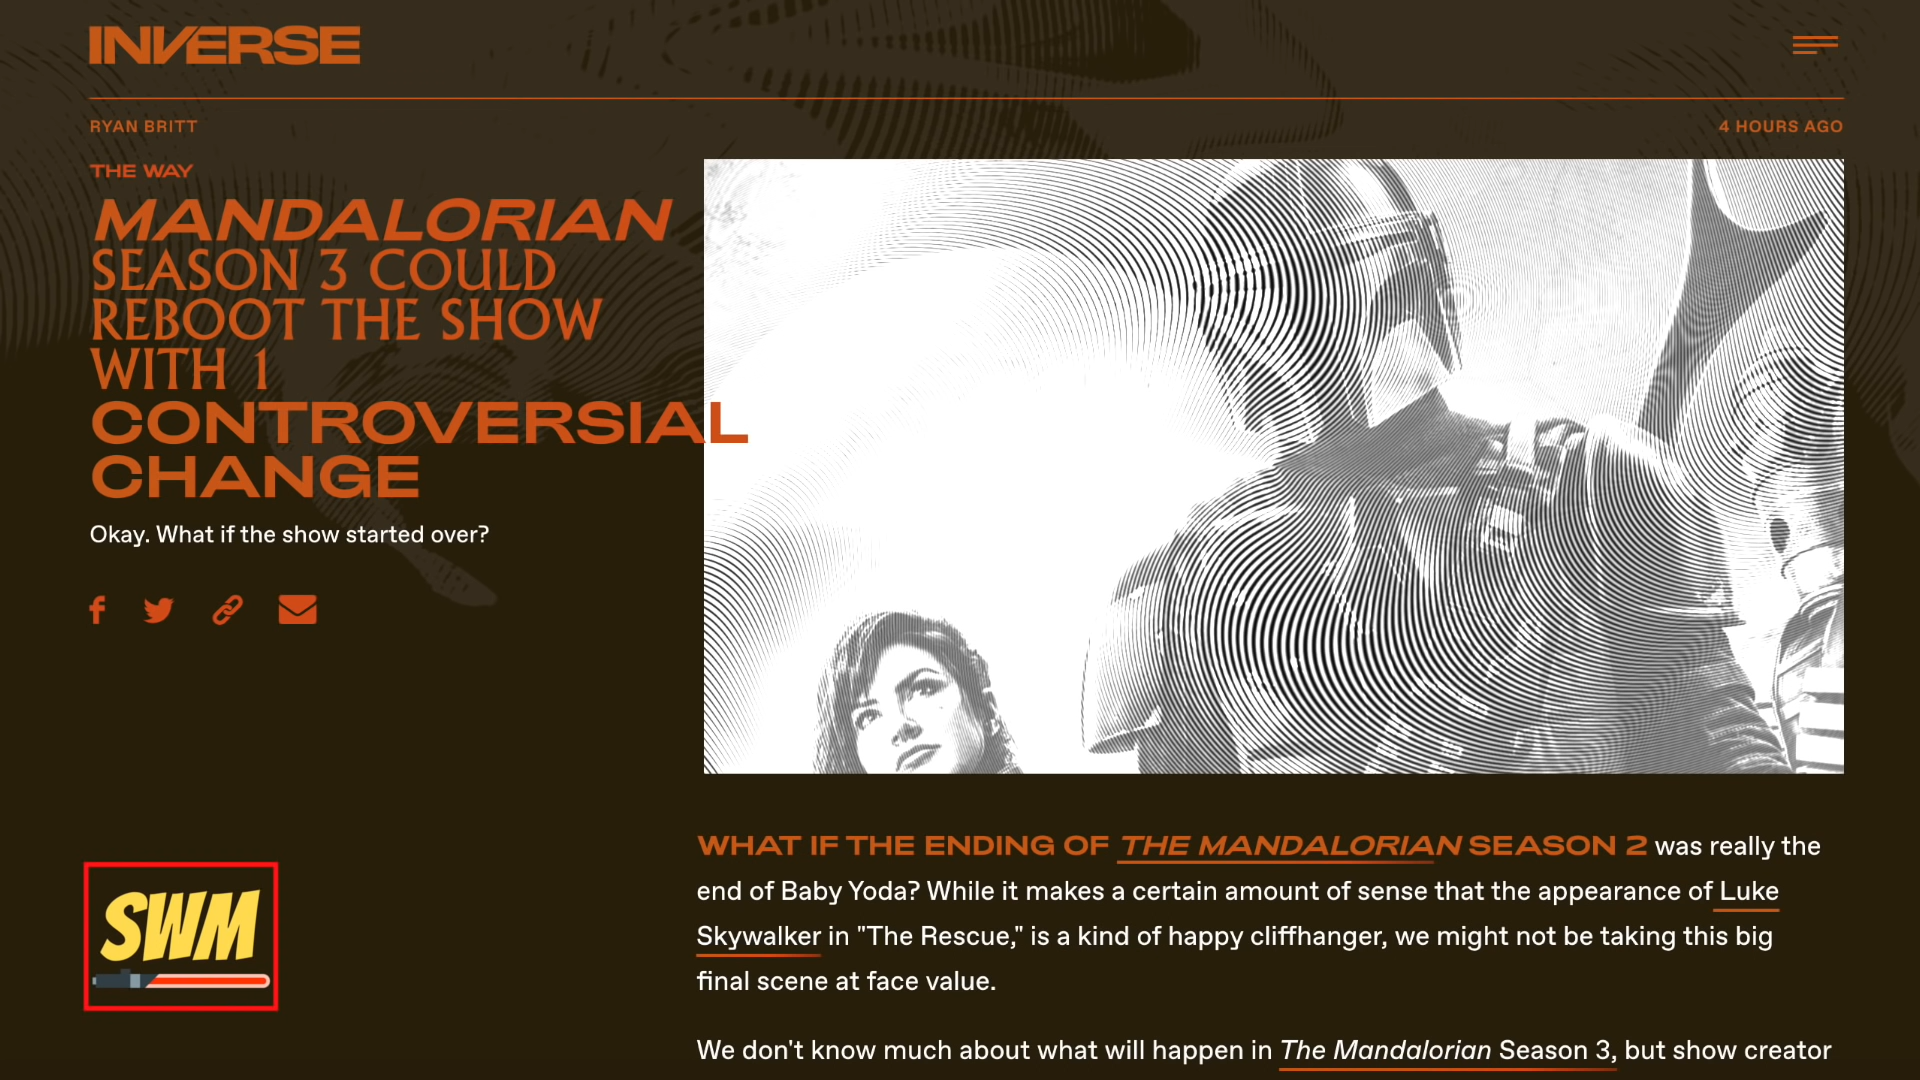 INVERSE
RYAN BRITT
4 HOURS AGO
THE WAY
MANDALORIAN
SEASON 3 COULD
REBOOT THE SHOW
WITH 1
CONTROVERSIAL
CHANGE
Okay. What if the show started over?
WHAT IF THE ENDING OF THE MANDALORIAN SEASON 2 was really the
end of Baby Yoda? While it makes a certain amount of sense that the appearance of Luke
Skywalker in "The Rescue," is a kind of happy cliffhanger, we might not be taking this big
final scene at face value.
We don't know much about what will happen in The Mandalorian Season 3, but show creator
SWM